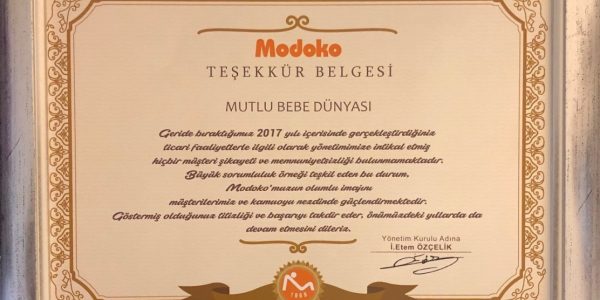 Modoko
TEŞEKKÜR BELGESİ
MUTLU BEBE DÜNYASI
Geride bıraktığımız 2017 yılı içerisinde gerçekleştirdiğiniz
ticari faaliyetlerle ilgili olarak yönetimimize intikal etmiş
hiçbir müşteri şikayeti ve memnuniyetsizliği bulunmamaktadır.
Büyük sorumluluk örneği teşkil eden bu durum,
Modoko'muzun olumlu imajını
müşterilerimiz ve kamuoyu nezdinde güçlendirmektedir.
Göstermiş olduğunuz titizliği ve başarıyı takdir eder, önümüzdeki yıllarda da
devam etmesini dileriz.
Yönetim Kurulu Adına
İ.Etem ÖZÇELİK
1969